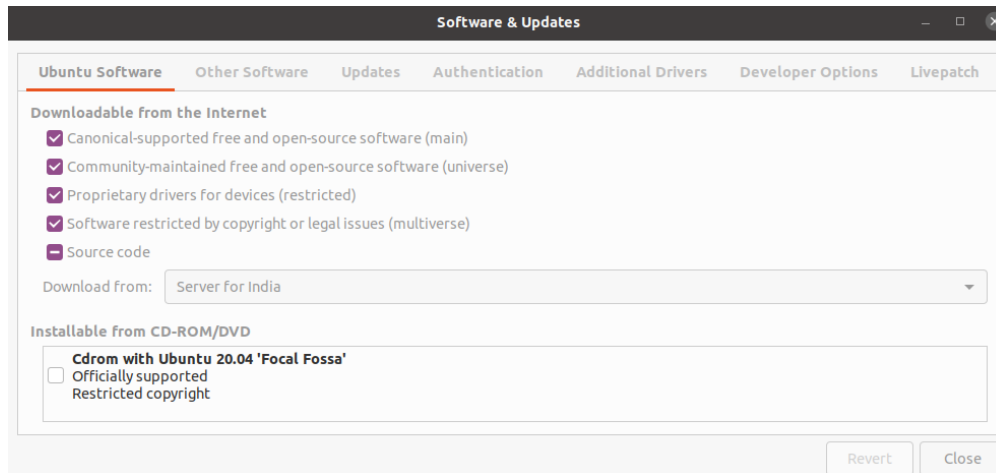 Software & Updates
Ubuntu Software Other Software Updates Authentication Additional Drivers Developer Options Livepatch
Downloadable from the Internet
Canonical-supported free and open-source software (main)
Community-maintained free and open-source software (universe)
Proprietary drivers for devices (restricted)
Software restricted by copyright or legal issues (multiverse)
Source code
Download from: Server for India
Installable from CD-ROM/DVD
Cdrom with Ubuntu 20.04 'Focal Fossa'
Officially supported
Restricted copyright
Revert Close